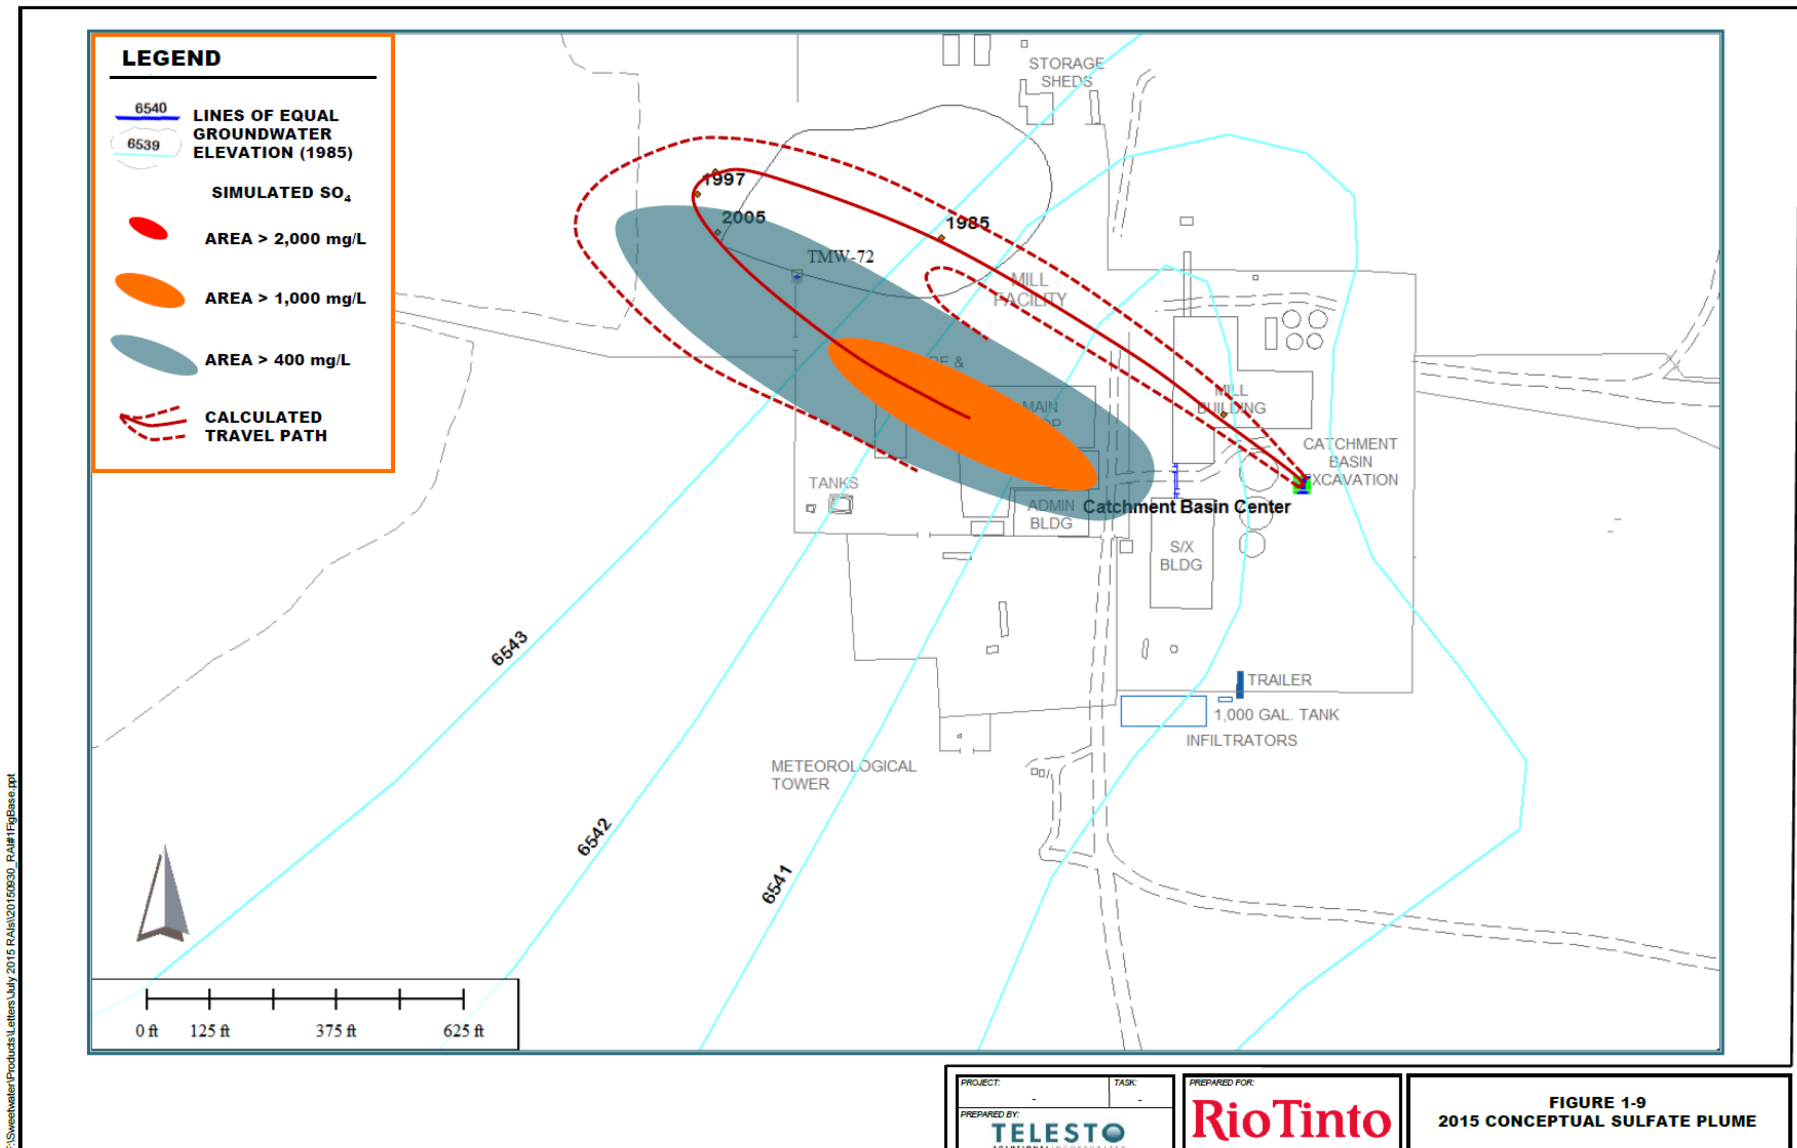 LEGEND
6540
LINES OF EQUAL
GROUNDWATER
ELEVATION (1985)
6539
SIMULATED SO4
AREA > 2,000 mg/L
AREA > 1,000 mg/L
AREA > 400 mg/L
CALCULATED
TRAVEL PATH
STORAGE
SHEDS
1997
2005
1985
TMW-72
MILL
FACILITY
&
MAIN
MILL
BUILDING
CATCHMENT
BASIN
EXCAVATION
TANKS
Catchment Basin Center
ADMIN
BLDG
S/X
BLDG
6543
TRAILER
1,000 GAL. TANK
INFILTRATORS
METEOROLOGICAL
TOWER
6542
6541
0 ft 125 ft 375 ft 625 ft
PROJECT:
-
TASK:
-
PREPARED BY:
TELESTO
PREPARED FOR:
RioTinto
FIGURE 1-9
2015 CONCEPTUAL SULFATE PLUME